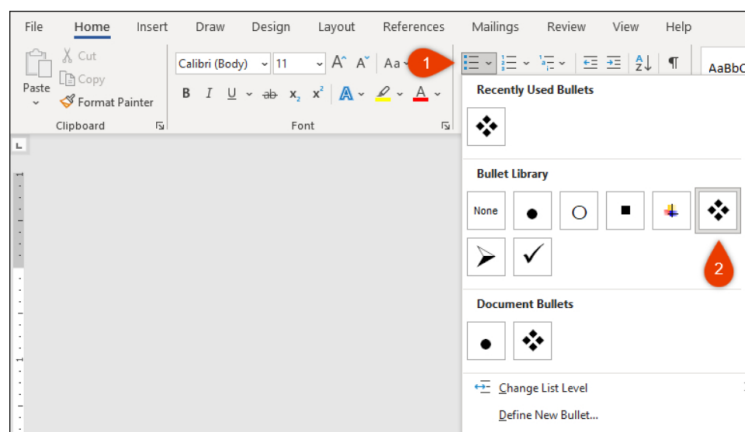 File Home Insert Draw Design Layout References Mailings Review View Help
Cut
Copy
Format Painter
Paste
Clipboard
Calibri (Body) 11 A A Aa
B I U ab x₂ x² A A
Font
1
A Z ¶
AaBbC
Recently Used Bullets
Bullet Library
None
2
Document Bullets
Change List Level
Define New Bullet...
L